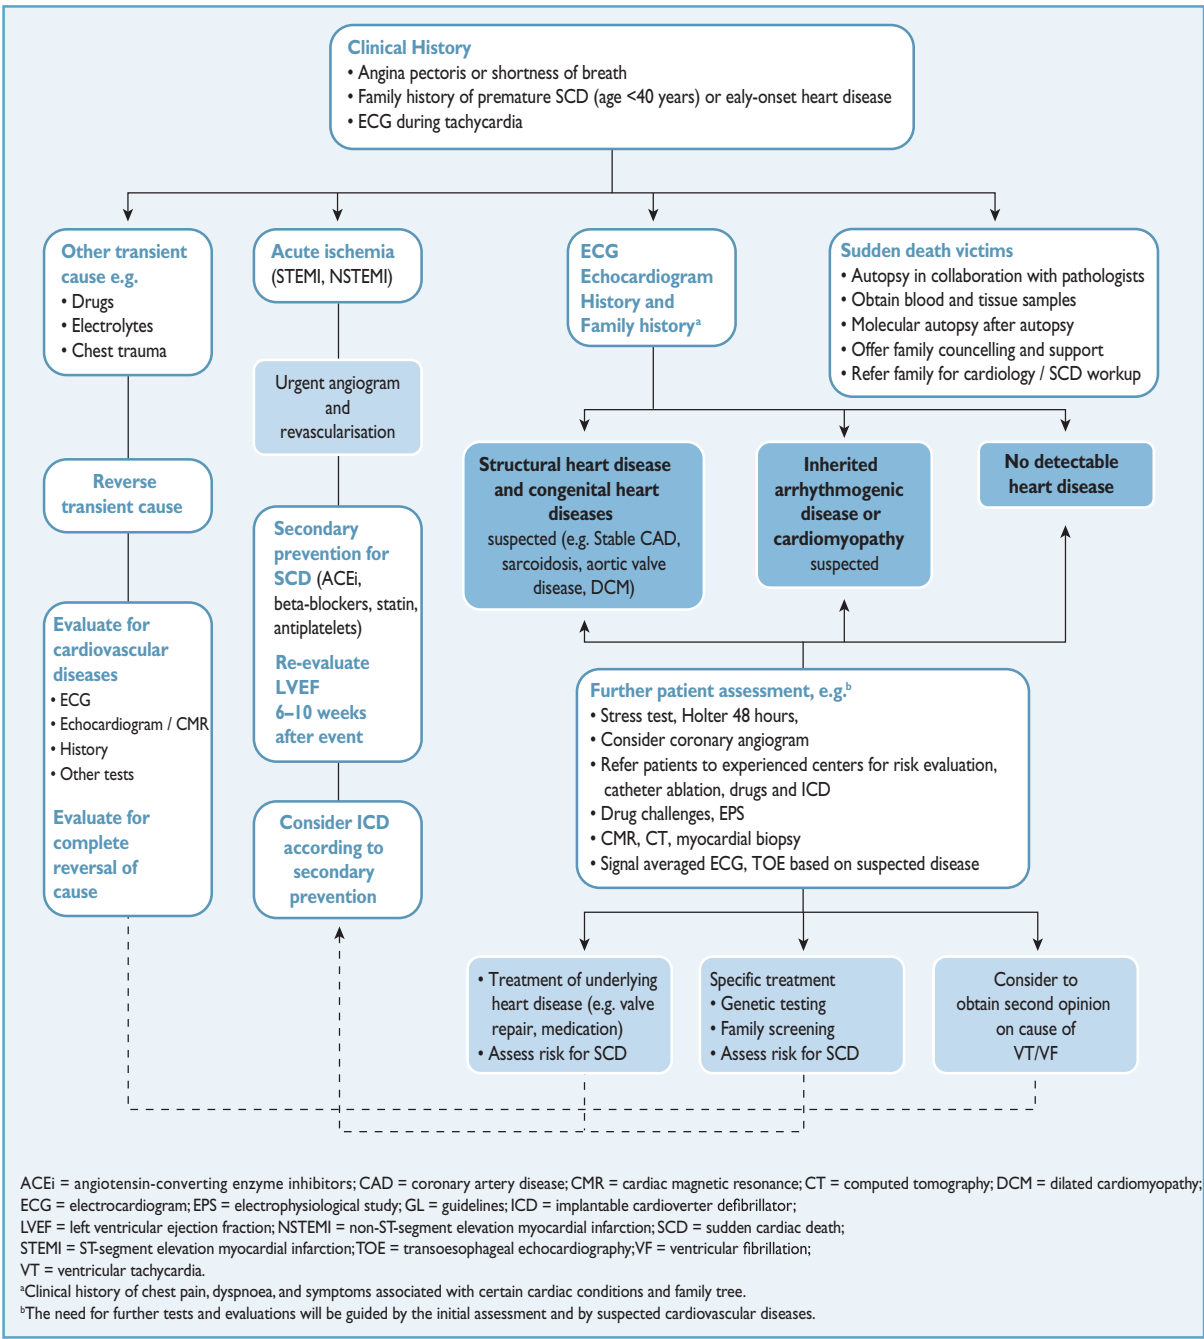 Clinical History
• Angina pectoris or shortness of breath
• Family history of premature SCD (age <40 years) or ealy-onset heart disease
• ECG during tachycardia
Other transient
cause e.g.
• Drugs
• Electrolytes
• Chest trauma
Acute ischemia
(STEMI, NSTEMI)
ECG
Echocardiogram
History and
Family historyᵃ
Sudden death victims
• Autopsy in collaboration with pathologists
• Obtain blood and tissue samples
• Molecular autopsy after autopsy
• Offer family councelling and support
• Refer family for cardiology / SCD workup
Urgent angiogram
and
revascularisation
Reverse
transient cause
Structural heart disease
and congenital heart
diseases
suspected (e.g. Stable CAD,
sarcoidosis, aortic valve
disease, DCM)
Inherited
arrhythmogenic
disease or
cardiomyopathy
suspected
No detectable
heart disease
Secondary
prevention for
SCD (ACEi,
beta-blockers, statin,
antiplatelets)
Re-evaluate
LVEF
6–10 weeks
after event
Evaluate for
cardiovascular
diseases
• ECG
• Echocardiogram / CMR
• History
• Other tests
Evaluate for
complete
reversal of
cause
Further patient assessment, e.g.ᵇ
• Stress test, Holter 48 hours,
• Consider coronary angiogram
• Refer patients to experienced centers for risk evaluation,
catheter ablation, drugs and ICD
• Drug challenges, EPS
• CMR, CT, myocardial biopsy
• Signal averaged ECG, TOE based on suspected disease
Consider ICD
according to
secondary
prevention
• Treatment of underlying
heart disease (e.g. valve
repair, medication)
• Assess risk for SCD
Specific treatment
• Genetic testing
• Family screening
• Assess risk for SCD
Consider to
obtain second opinion
on cause of
VT/VF
ACEi = angiotensin-converting enzyme inhibitors; CAD = coronary artery disease; CMR = cardiac magnetic resonance; CT = computed tomography; DCM = dilated cardiomyopathy;
ECG = electrocardiogram; EPS = electrophysiological study; GL = guidelines; ICD = implantable cardioverter defibrillator;
LVEF = left ventricular ejection fraction; NSTEMI = non-ST-segment elevation myocardial infarction; SCD = sudden cardiac death;
STEMI = ST-segment elevation myocardial infarction; TOE = transoesophageal echocardiography; VF = ventricular fibrillation;
VT = ventricular tachycardia.
ᵃClinical history of chest pain, dyspnoea, and symptoms associated with certain cardiac conditions and family tree.
ᵇThe need for further tests and evaluations will be guided by the initial assessment and by suspected cardiovascular diseases.